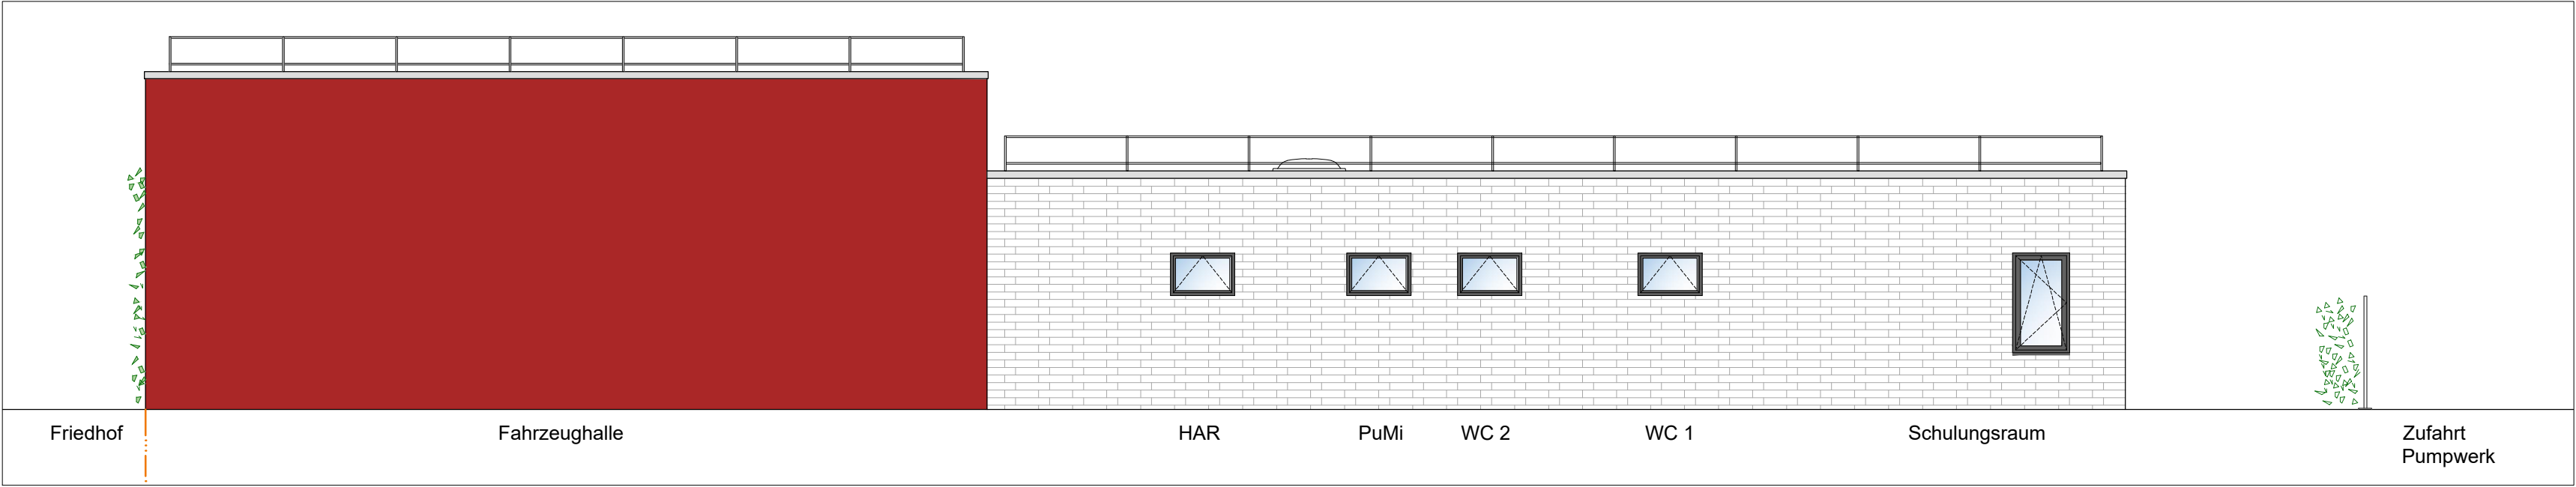 Friedhof
Fahrzeughalle
HAR
PuMi
WC 2
WC 1
Schulungsraum
Zufahrt
Pumpwerk